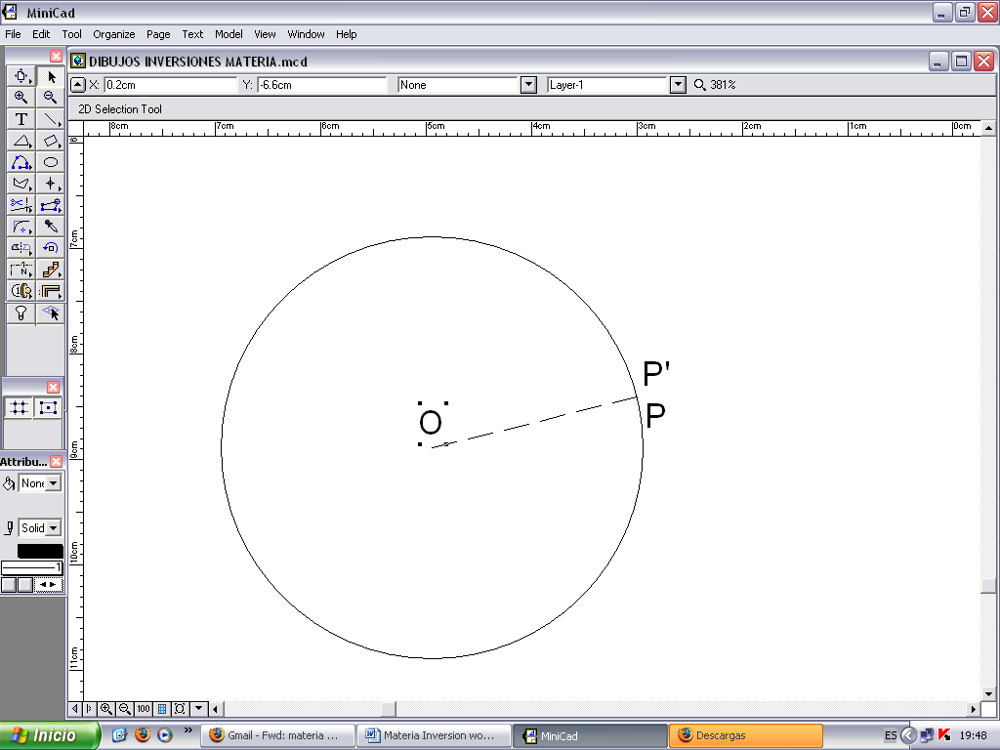 MiniCad
File Edit Tool Organize Page Text Model View Window Help
DIBUJOS INVERSIONES MATERIA.mcd
X: 0.2cm Y: -6.6cm None Layer-1 381%
2D Selection Tool
8cm 7cm 6cm 5cm 4cm 3cm 2cm 1cm 0cm
6
7cm
8cm
9cm
10cm
11cm
P'
P
O
Attribu...
None
Solid
1
100
Inicio
Gmail - Fwd: materia ...
Materia Inversion wo...
MiniCad
Descargas
ES
19:48